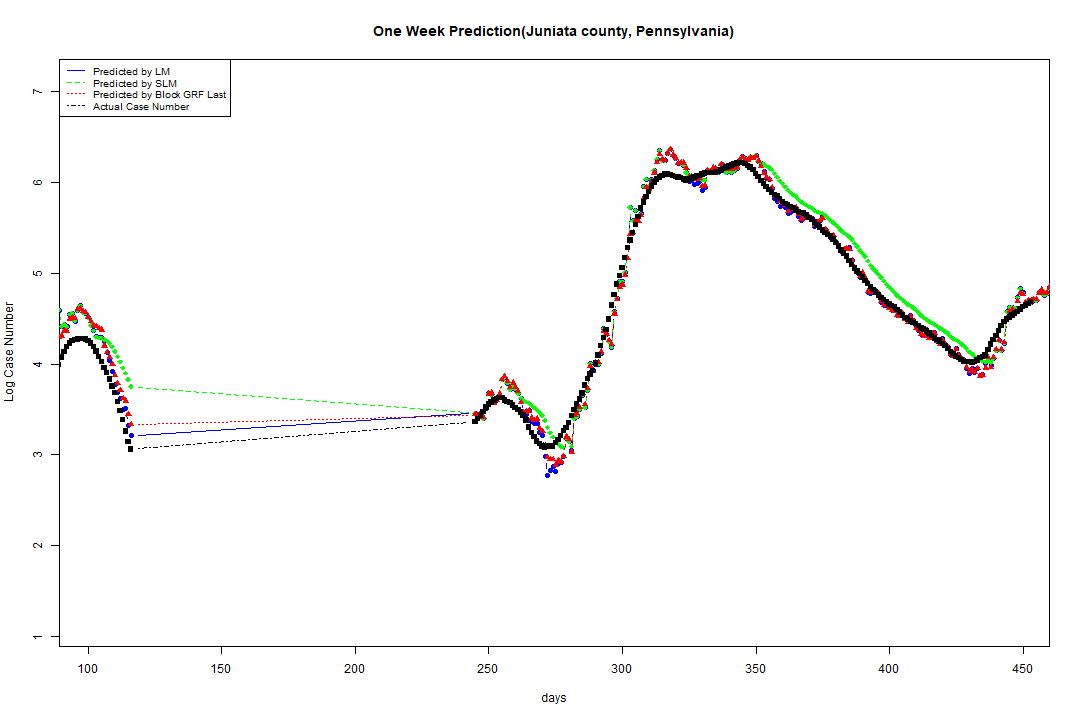 One Week Prediction(Juniata county, Pennsylvania)
Predicted by LM
Predicted by SLM
Predicted by Block GRF Last
Actual Case Number
7
6
5
4
3
2
1
Log Case Number
100 150 200 250 300 350 400 450
days